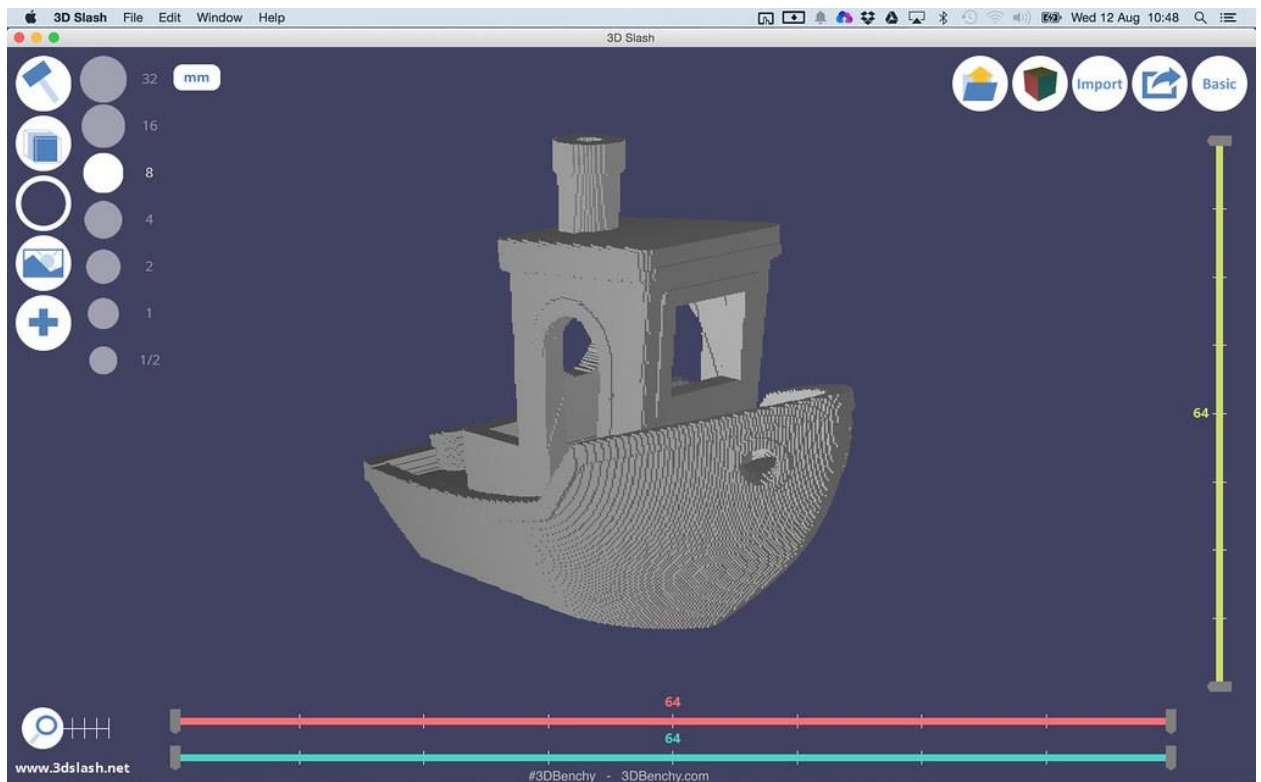 3D Slash File Edit Window Help Wed 12 Aug 10:48
3D Slash
32 mm
16
8
4
2
1
1/2
Import Basic
64
64
64
www.3dslash.net
#3DBenchy - 3DBenchy.com